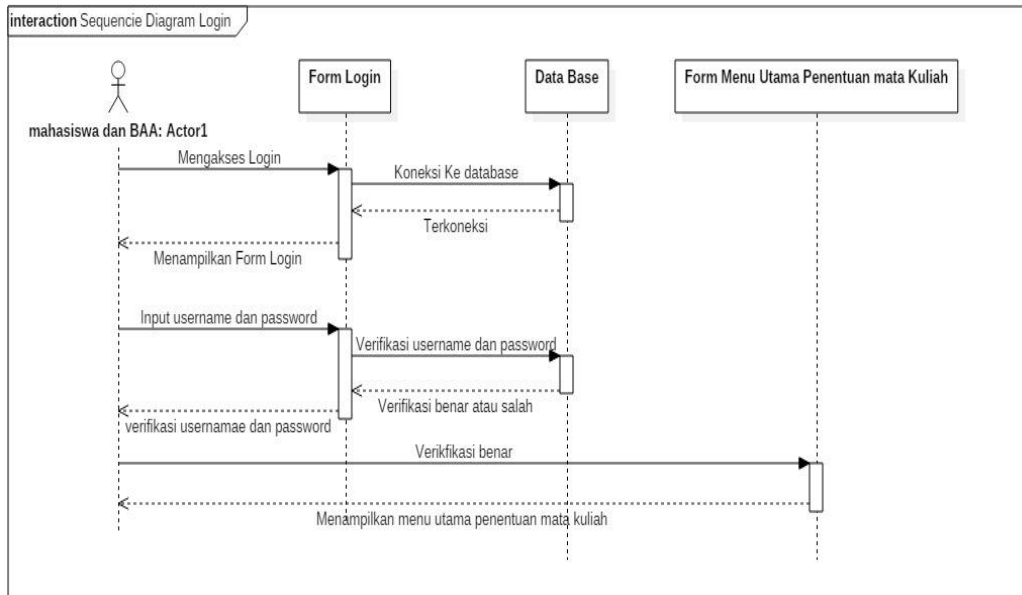 interaction Sequencie Diagram Login
Form Login
Data Base
Form Menu Utama Penentuan mata Kuliah
mahasiswa dan BAA: Actor1
Mengakses Login
Koneksi Ke database
Terkoneksi
Menampilkan Form Login
Input username dan password
Verifikasi username dan password
Verifikasi benar atau salah
verifikasi usernamae dan password
Verikfikasi benar
Menampilkan menu utama penentuan mata kuliah